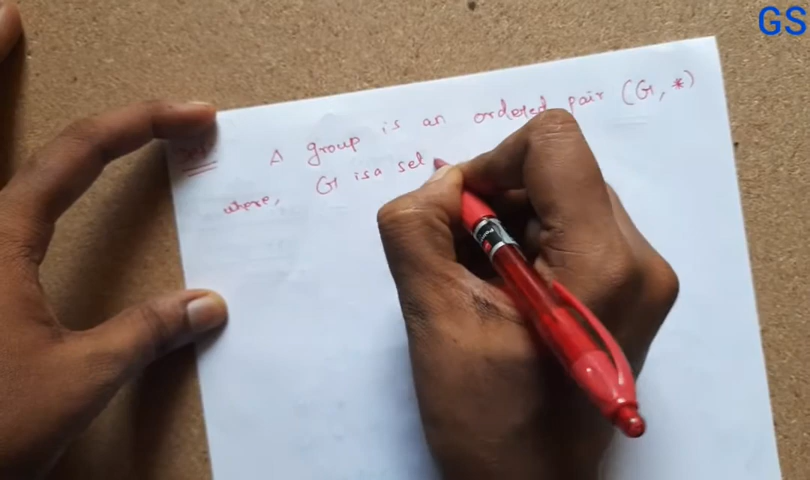 GS
A group is an ordered pair (G, *)
where, G is a set